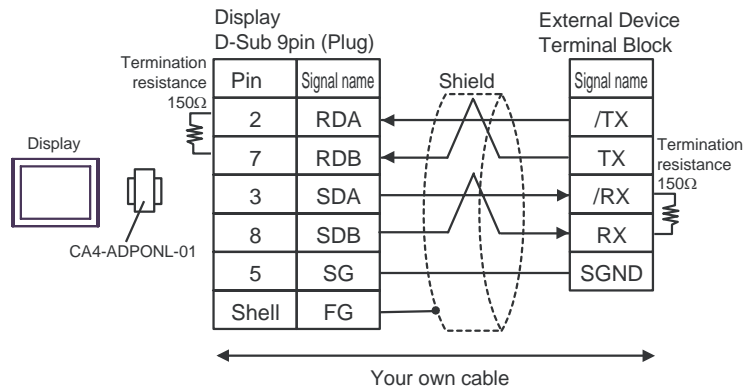 Display
D-Sub 9pin (Plug)
External Device
Terminal Block
Termination
resistance
150Ω
Pin
Signal name
Shield
Signal name
2
RDA
/TX
7
RDB
TX
Termination
resistance
150Ω
Display
3
SDA
/RX
8
SDB
RX
CA4-ADPONL-01
5
SG
SGND
Shell
FG
Your own cable